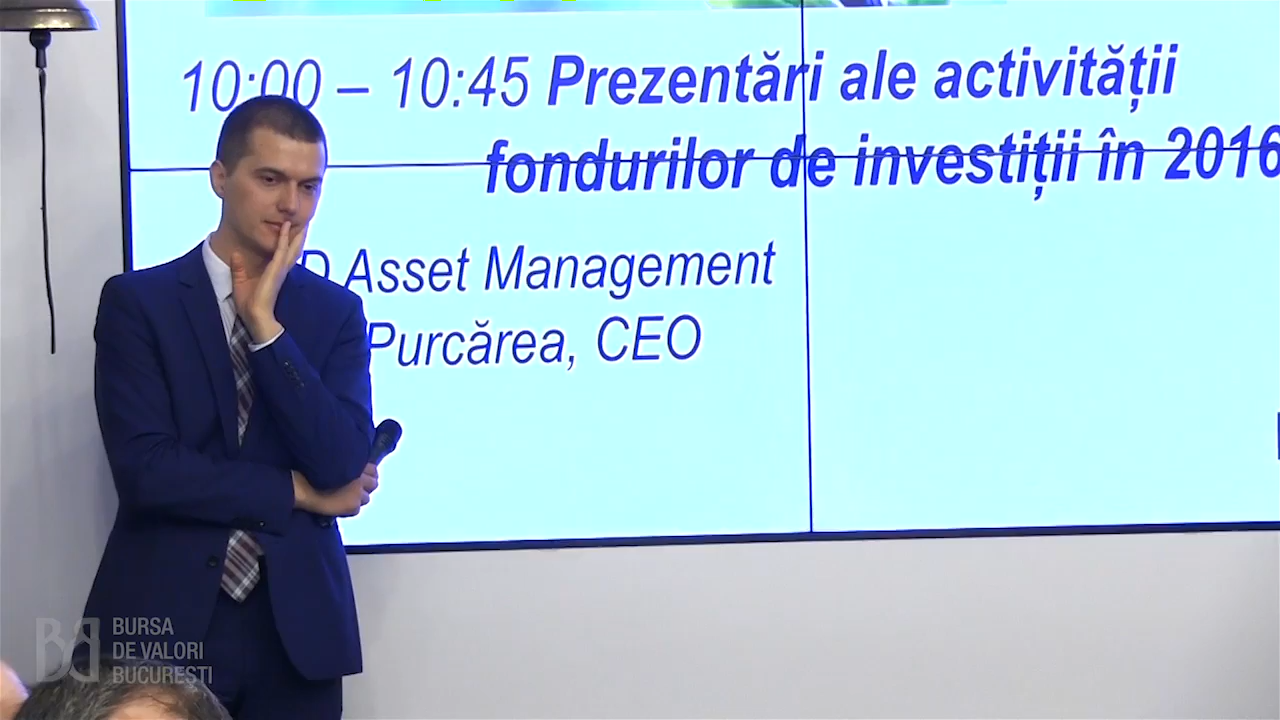 10:00 – 10:45 Prezentări ale activității
fondurilor de investiții în 2016
Asset Management
Purcărea, CEO
BURSA
DE VALORI
BUCUREȘTI